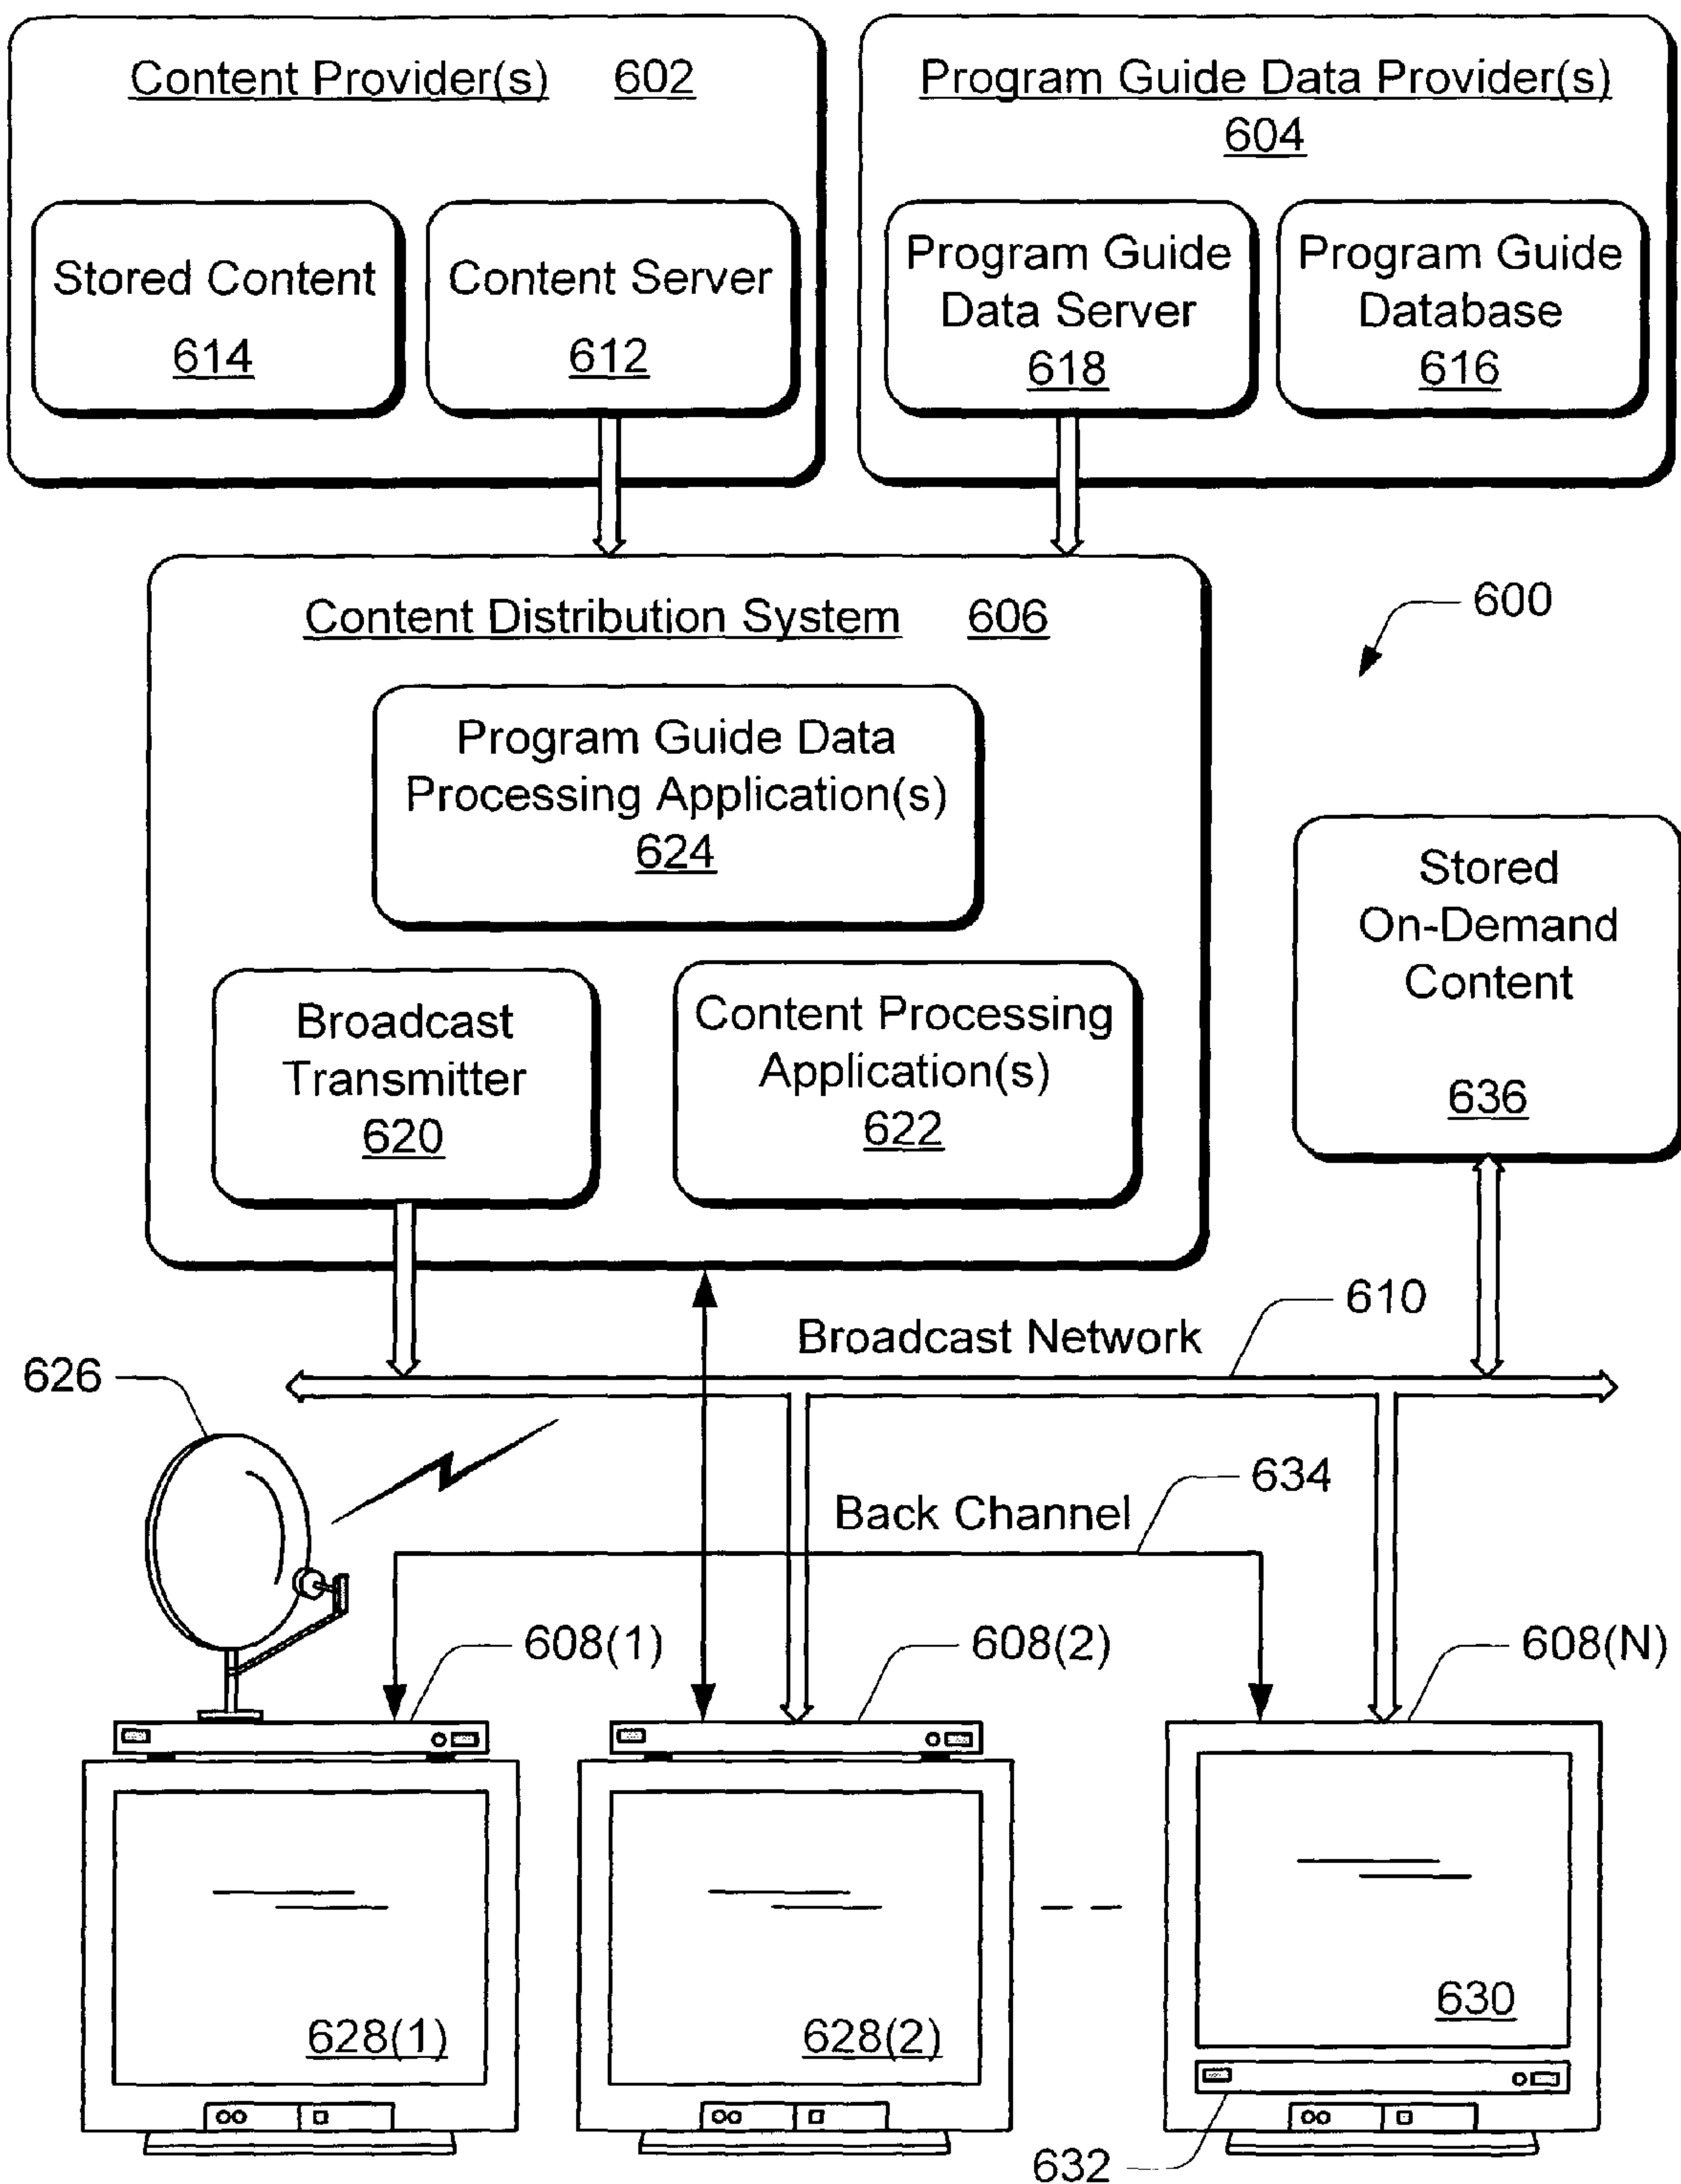 Content Provider(s) 602
Stored Content
614
Content Server
612
Program Guide Data Provider(s)
604
Program Guide
Data Server
618
Program Guide
Database
616
Content Distribution System 606
600
Program Guide Data
Processing Application(s)
624
Broadcast
Transmitter
620
Content Processing
Application(s)
622
Stored
On-Demand
Content
636
610
Broadcast Network
626
634
Back Channel
608(1)
608(2)
608(N)
628(1)
628(2)
630
632